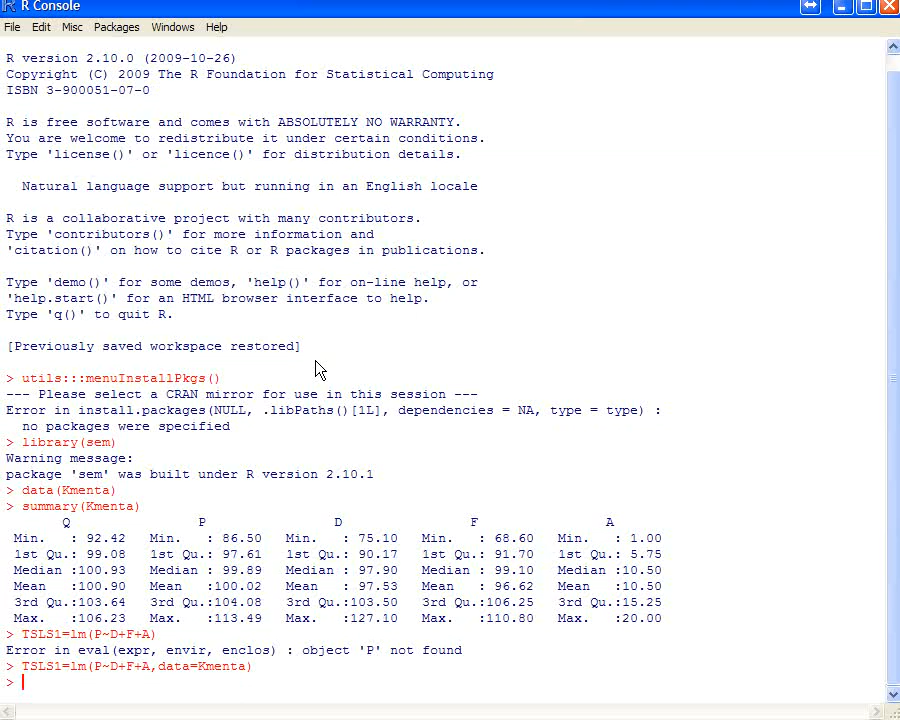 R Console
File Edit Misc Packages Windows Help
R version 2.10.0 (2009-10-26)
Copyright (C) 2009 The R Foundation for Statistical Computing
ISBN 3-900051-07-0
R is free software and comes with ABSOLUTELY NO WARRANTY.
You are welcome to redistribute it under certain conditions.
Type 'license()' or 'licence()' for distribution details.
Natural language support but running in an English locale
R is a collaborative project with many contributors.
Type 'contributors()' for more information and
'citation()' on how to cite R or R packages in publications.
Type 'demo()' for some demos, 'help()' for on-line help, or
'help.start()' for an HTML browser interface to help.
Type 'q()' to quit R.
[Previously saved workspace restored]
> utils:::menuInstallPkgs()
--- Please select a CRAN mirror for use in this session ---
Error in install.packages(NULL, .libPaths()[1L], dependencies = NA, type = type) :
no packages were specified
> library(sem)
Warning message:
package 'sem' was built under R version 2.10.1
> data(Kmenta)
> summary(Kmenta)
Q P D F A
Min. : 92.42 Min. : 86.50 Min. : 75.10 Min. : 68.60 Min. : 1.00
1st Qu.: 99.08 1st Qu.: 97.61 1st Qu.: 90.17 1st Qu.: 91.70 1st Qu.: 5.75
Median :100.93 Median : 99.89 Median : 97.90 Median : 99.10 Median :10.50
Mean :100.90 Mean :100.02 Mean : 97.53 Mean : 96.62 Mean :10.50
3rd Qu.:103.64 3rd Qu.:104.08 3rd Qu.:103.50 3rd Qu.:106.25 3rd Qu.:15.25
Max. :106.23 Max. :113.49 Max. :127.10 Max. :110.80 Max. :20.00
> TSLS1=lm(P~D+F+A)
Error in eval(expr, envir, enclos) : object 'P' not found
> TSLS1=lm(P~D+F+A,data=Kmenta)
>